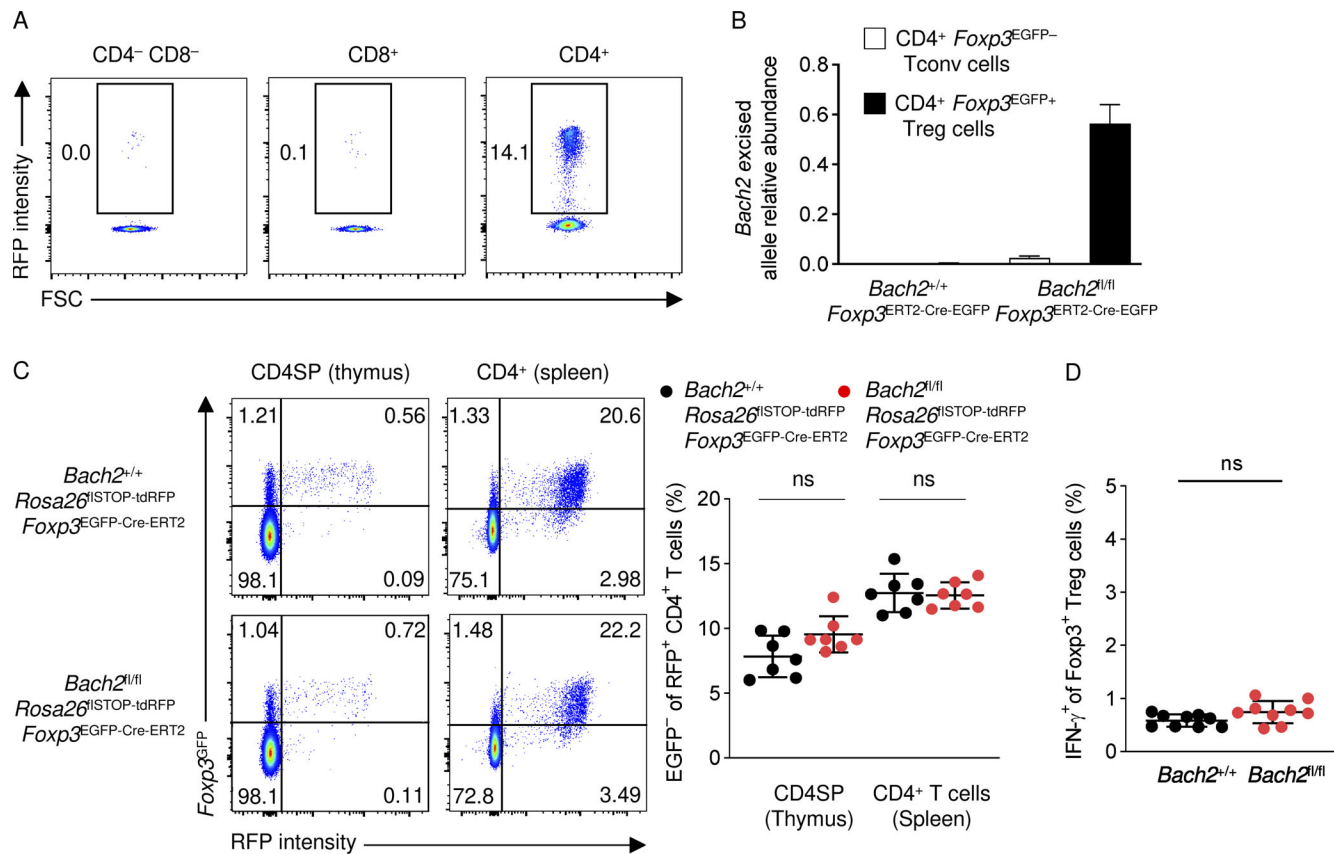 A
CD4⁻ CD8⁻
CD8⁺
CD4⁺
RFP intensity
0.0
0.1
14.1
FSC
B
CD4⁺ Foxp3ᴱᴳᶠᴾ⁻
Tconv cells
CD4⁺ Foxp3ᴱᴳᶠᴾ⁺
Treg cells
Bach2 excised
allele relative abundance
0.8
0.6
0.4
0.2
0.0
Bach2⁺/⁺
Foxp3ERT2-Cre-EGFP
Bach2fl/fl
Foxp3ERT2-Cre-EGFP
C
CD4SP (thymus)
CD4⁺ (spleen)
Bach2⁺/⁺
Rosa26flSTOP-tdRFP
Foxp3EGFP-Cre-ERT2
1.21
0.56
98.1
0.09
1.33
20.6
75.1
2.98
Bach2fl/fl
Rosa26flSTOP-tdRFP
Foxp3EGFP-Cre-ERT2
1.04
0.72
98.1
0.11
1.48
22.2
72.8
3.49
Foxp3GFP
RFP intensity
Bach2⁺/⁺
Rosa26flSTOP-tdRFP
Foxp3EGFP-Cre-ERT2
Bach2fl/fl
Rosa26flSTOP-tdRFP
Foxp3EGFP-Cre-ERT2
ns
ns
EGFP⁻ of RFP⁺ CD4⁺ T cells (%)
20
15
10
5
0
CD4SP
(Thymus)
CD4⁺ T cells
(Spleen)
D
ns
IFN-γ⁺ of Foxp3⁺ Treg cells (%)
5
4
3
2
1
0
Bach2⁺/⁺
Bach2fl/fl